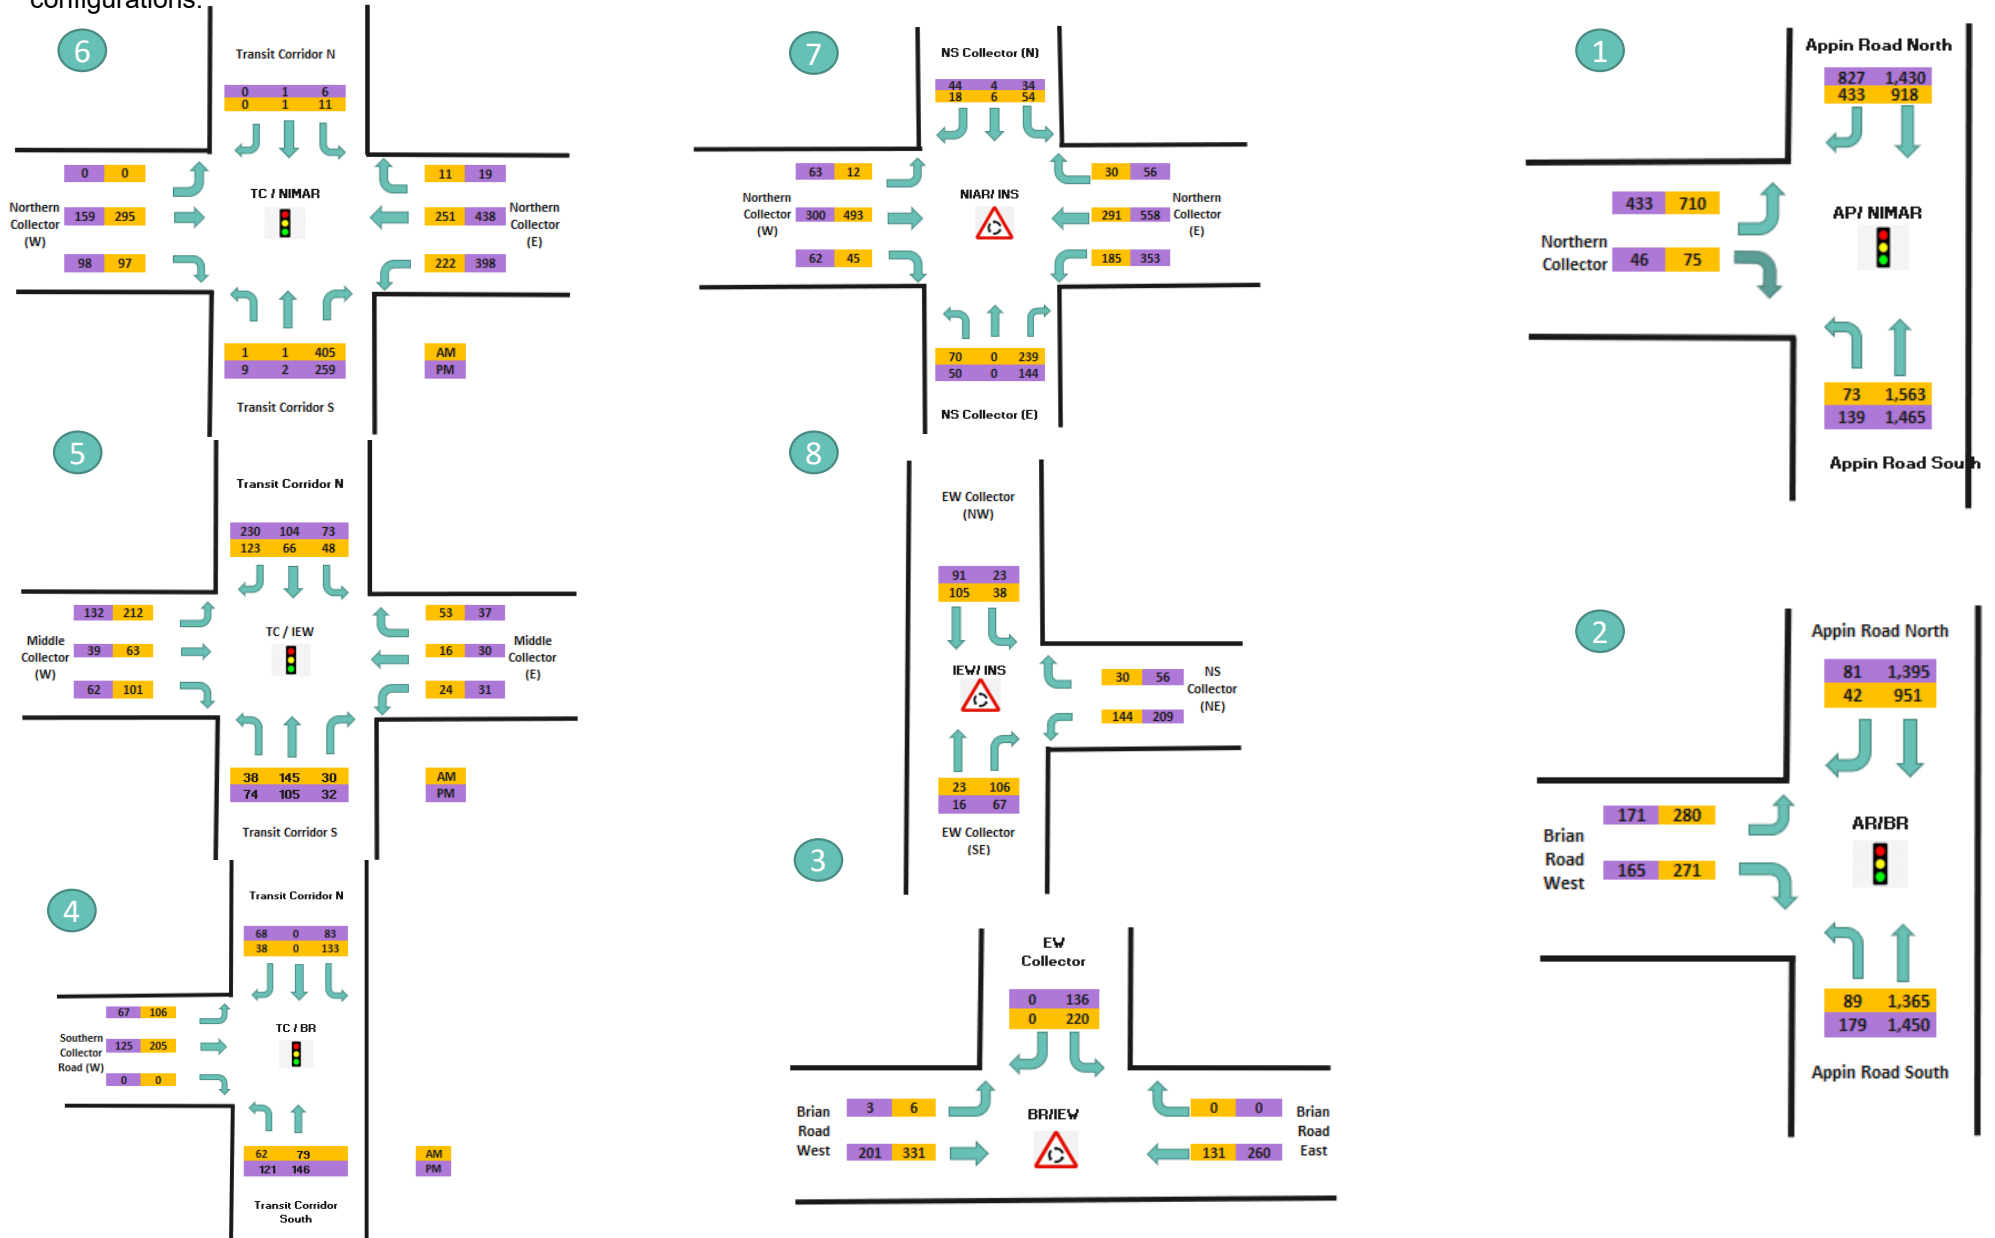 configurations.
6
Transit Corridor N
0 1 6
0 1 11
0 0
11 19
TC / NIMAR
Northern
Collector
(W)
159 295
251 438
Northern
Collector
(E)
98 97
222 398
1 1 405
9 2 259
AM
PM
Transit Corridor S
5
Transit Corridor N
230 104 73
123 66 48
132 212
53 37
TC / IEW
Middle
Collector
(W)
39 63
16 30
Middle
Collector
(E)
62 101
24 31
38 145 30
74 105 32
AM
PM
Transit Corridor S
4
Transit Corridor N
68 0 83
38 0 133
67 106
TC / BR
Southern
Collector
Road (W)
125 205
0 0
62 79
121 146
AM
PM
Transit Corridor
South
7
NS Collector (N)
44 4 34
18 6 54
63 12
30 56
NIAR/ INS
Northern
Collector
(W)
300 493
291 558
Northern
Collector
(E)
62 45
185 353
70 0 239
50 0 144
NS Collector (E)
8
EW Collector
(NW)
91 23
105 38
IEW/ INS
30 56
NS
Collector
(NE)
144 209
23 106
16 67
EW Collector
(SE)
3
EW
Collector
0 136
0 220
Brian
Road
West
3 6
201 331
BR/IEW
0 0
131 260
Brian
Road
East
1
Appin Road North
827 1,430
433 918
433 710
AP/ NIMAR
Northern
Collector
46 75
73 1,563
139 1,465
Appin Road South
2
Appin Road North
81 1,395
42 951
171 280
AR/BR
Brian
Road
West
165 271
89 1,365
179 1,450
Appin Road South